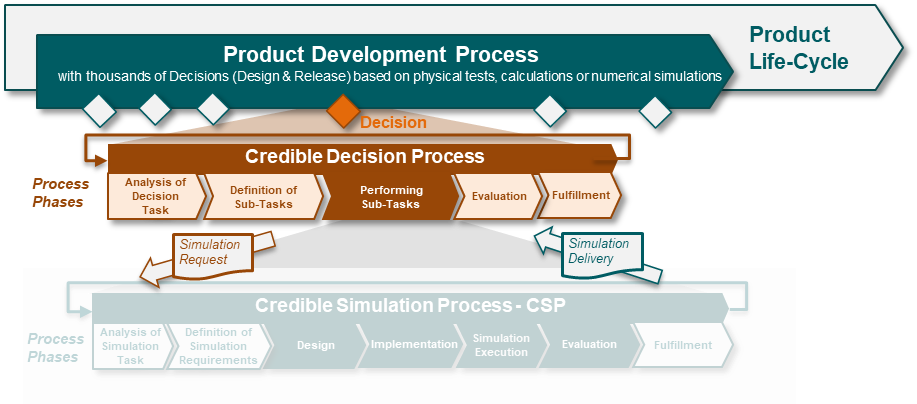 Product
Life-Cycle
Product Development Process
with thousands of Decisions (Design & Release) based on physical tests, calculations or numerical simulations
Decision
Credible Decision Process
Process
Phases
Analysis of
Decision
Task
Definition of
Sub-Tasks
Performing
Sub-Tasks
Evaluation
Fulfillment
Simulation
Request
Simulation
Delivery
Credible Simulation Process - CSP
Process
Phases
Analysis of
Simulation
Task
Definition of
Simulation
Requirements
Design
Implementation
Simulation
Execution
Evaluation
Fulfillment